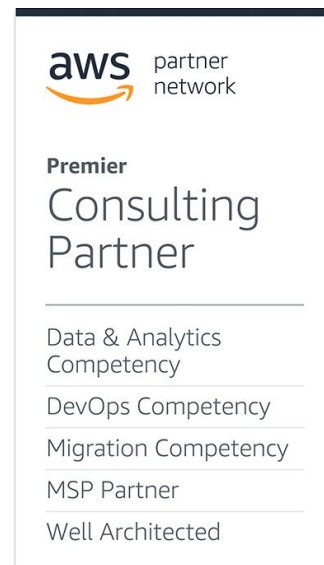 aws partner
network
Premier
Consulting
Partner
Data & Analytics
Competency
DevOps Competency
Migration Competency
MSP Partner
Well Architected